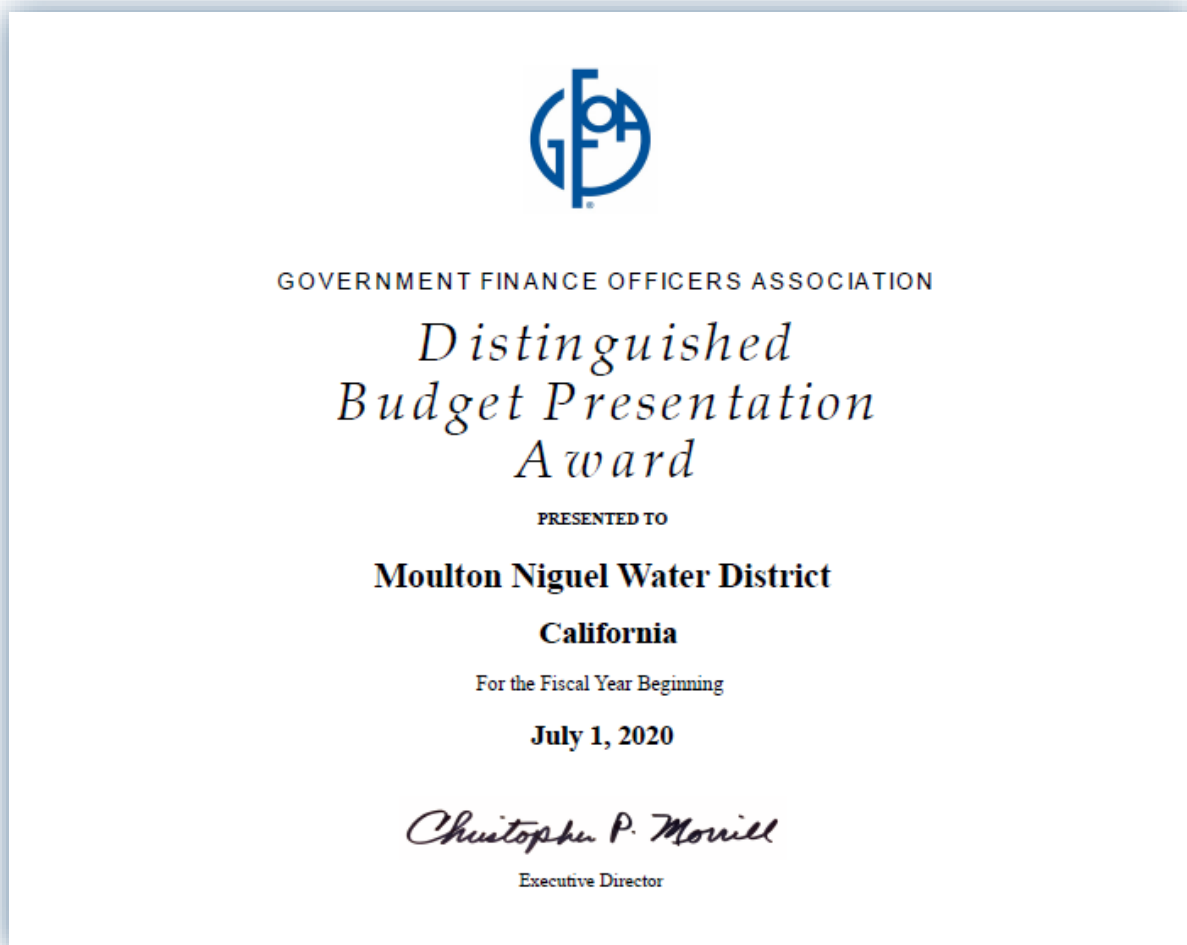 GFOA
®
GOVERNMENT FINANCE OFFICERS ASSOCIATION
Distinguished
Budget Presentation
Award
PRESENTED TO
Moulton Niguel Water District
California
For the Fiscal Year Beginning
July 1, 2020
Christopher P. Morrill
Executive Director